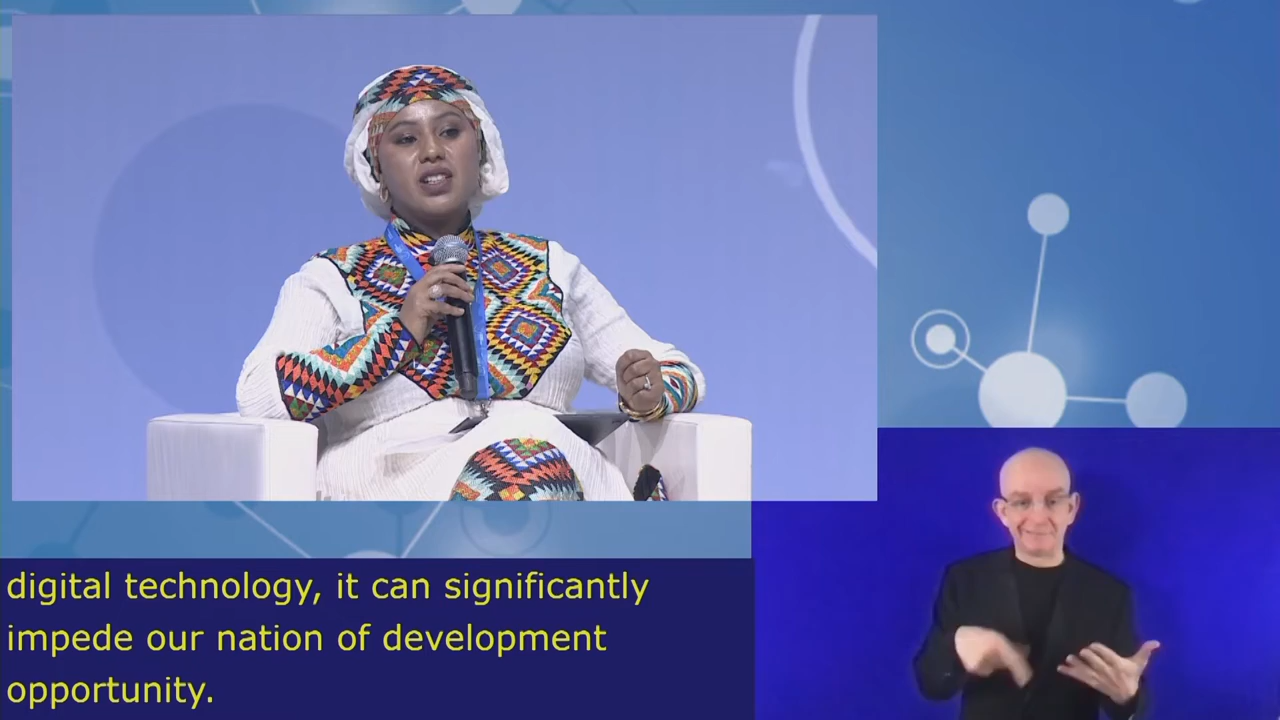 digital technology, it can significantly
impede our nation of development
opportunity.